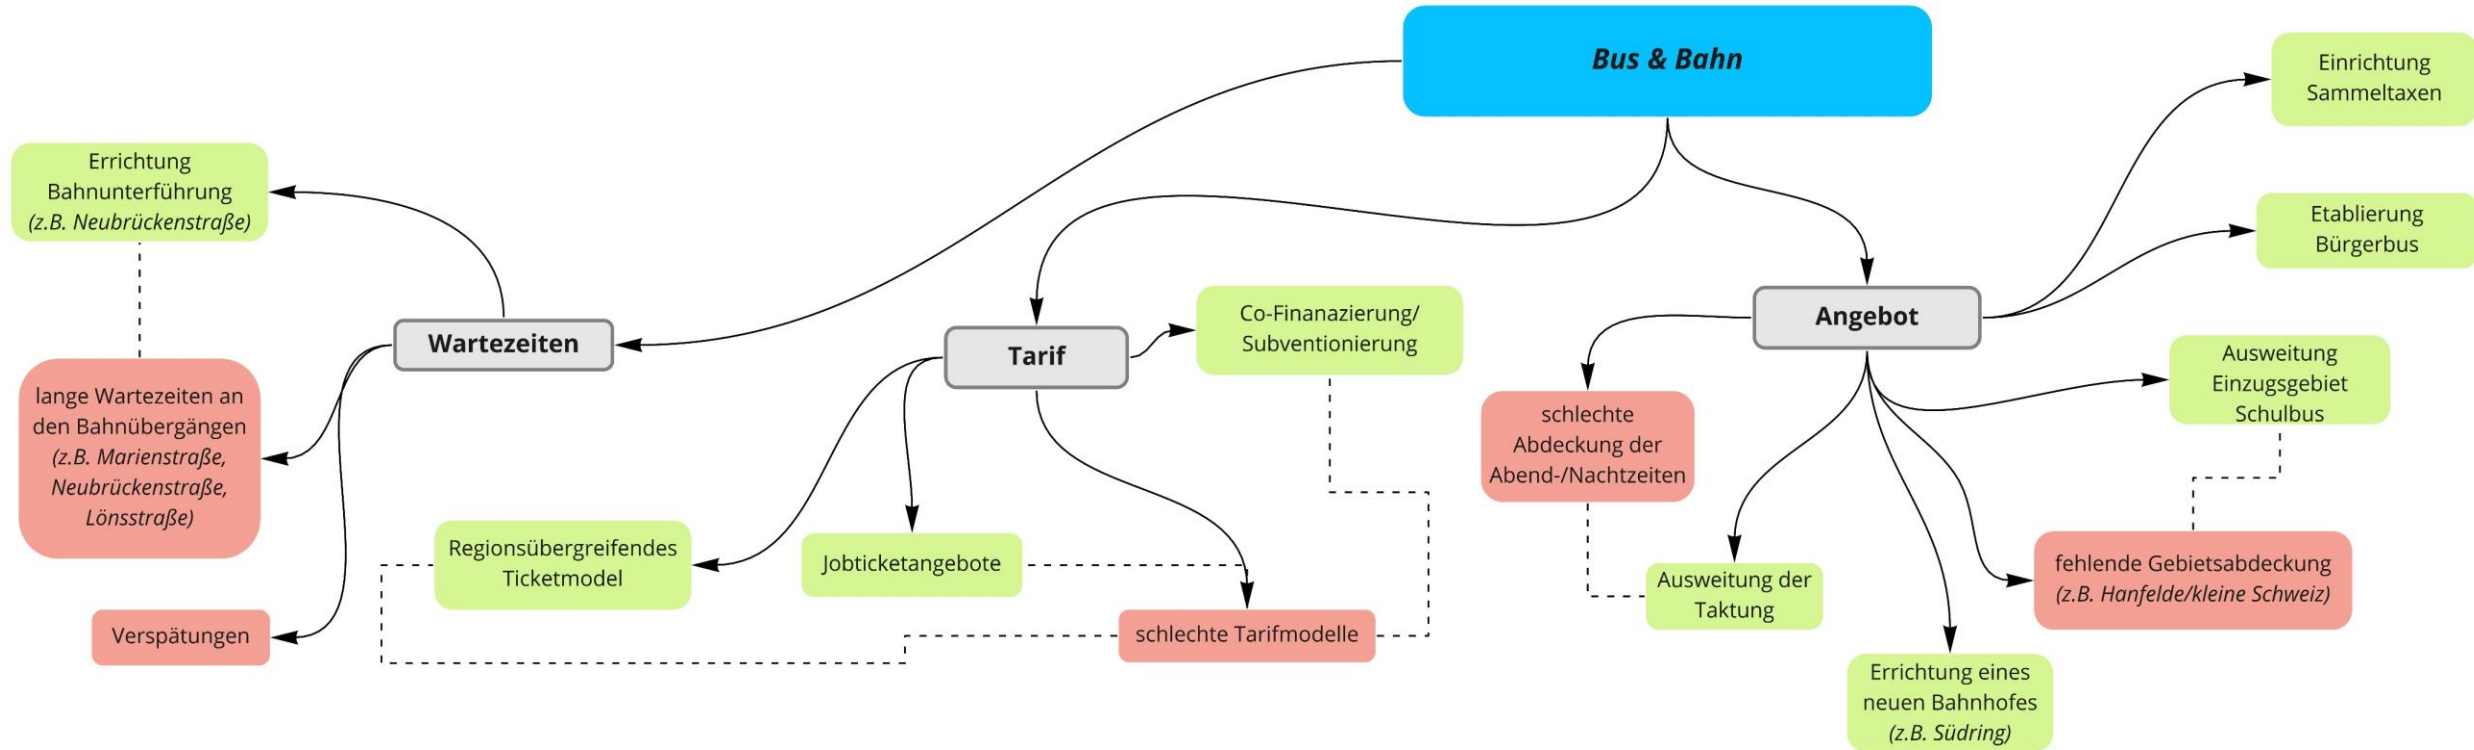 Bus & Bahn
Einrichtung
Sammeltaxen
Errichtung
Bahnunterführung
(z.B. Neubrückenstraße)
Etablierung
Bürgerbus
Wartezeiten
Tarif
Co-Finanazierung/
Subventionierung
Angebot
Ausweitung
Einzugsgebiet
Schulbus
lange Wartezeiten an
den Bahnübergängen
(z.B. Marienstraße,
Neubrückenstraße,
Lönsstraße)
schlechte
Abdeckung der
Abend-/Nachtzeiten
Regionsübergreifendes
Ticketmodel
Jobticketangebote
Ausweitung der
Taktung
fehlende Gebietsabdeckung
(z.B. Hanfelde/kleine Schweiz)
Verspätungen
schlechte Tarifmodelle
Errichtung eines
neuen Bahnhofes
(z.B. Südring)